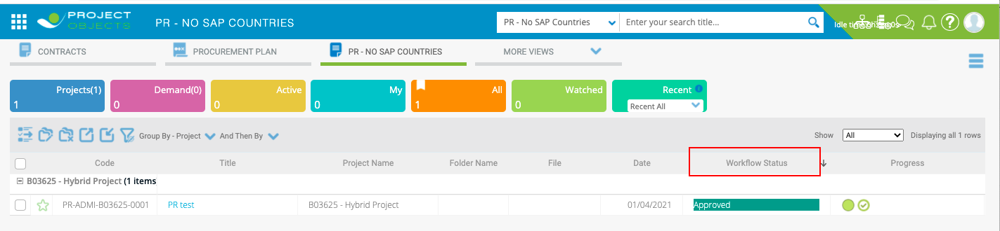 PROJECT
OBJECTS
PR - NO SAP COUNTRIES
PR - NO SAP Countries
Enter your search title...
CONTRACTS
PROCUREMENT PLAN
PR - NO SAP COUNTRIES
MORE VIEWS
Projects(1)
1
Demand(0)
0
Active
0
My
0
All
1
Watched
0
Recent
Recent All
Group By - Project
And Then By
Show
All
Displaying all 1 rows
Code
Title
Project Name
Folder Name
File
Date
Workflow Status
Progress
B03625 - Hybrid Project (1 items
PR-ADMI-B03625-0001
PR test
B03625 - Hybrid Project
01/04/2021
Approved